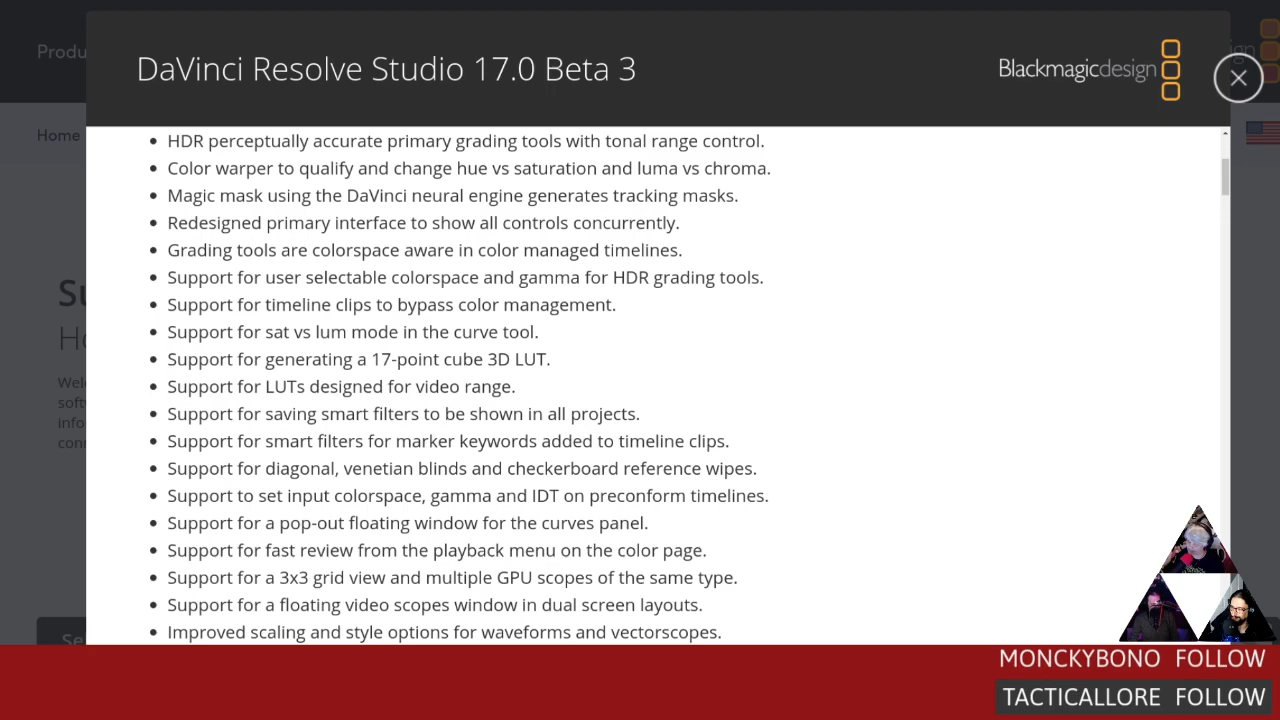 Produ
DaVinci Resolve Studio 17.0 Beta 3
Blackmagicdesign
Home
HDR perceptually accurate primary grading tools with tonal range control.
Color warper to qualify and change hue vs saturation and luma vs chroma.
Magic mask using the DaVinci neural engine generates tracking masks.
Redesigned primary interface to show all controls concurrently.
Grading tools are colorspace aware in color managed timelines.
Support for user selectable colorspace and gamma for HDR grading tools.
Support for timeline clips to bypass color management.
Support for sat vs lum mode in the curve tool.
Support for generating a 17-point cube 3D LUT.
Support for LUTs designed for video range.
Support for saving smart filters to be shown in all projects.
Support for smart filters for marker keywords added to timeline clips.
Support for diagonal, venetian blinds and checkerboard reference wipes.
Support to set input colorspace, gamma and IDT on preconform timelines.
Support for a pop-out floating window for the curves panel.
Support for fast review from the playback menu on the color page.
Support for a 3x3 grid view and multiple GPU scopes of the same type.
Support for a floating video scopes window in dual screen layouts.
Improved scaling and style options for waveforms and vectorscopes.
MONCKYBONO FOLLOW
TACTICALLORE FOLLOW